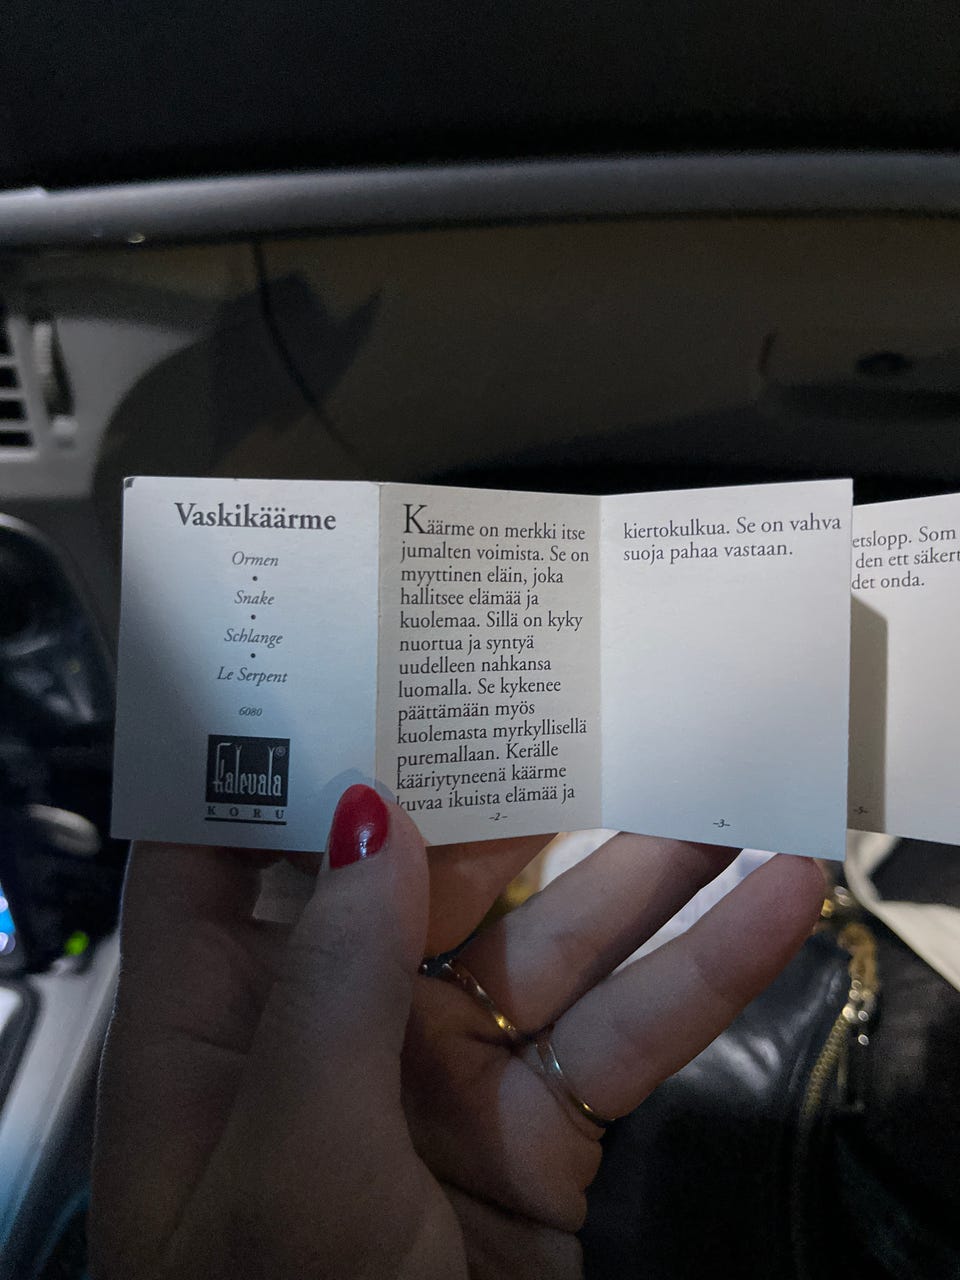 Vaskikäärme
Ormen
•
Snake
•
Schlange
•
Le Serpent
6080
Kalevala®
KORU
Käärme on merkki itse
jumalten voimista. Se on
myyttinen eläin, joka
hallitsee elämää ja
kuolemaa. Sillä on kyky
nuortua ja syntyä
uudelleen nahkansa
luomalla. Se kykenee
päättämään myös
kuolemasta myrkyllisellä
puremallaan. Kerälle
kääriytyneenä käärme
kuvaa ikuista elämää ja
-2-
kiertokulkua. Se on vahva
suoja pahaa vastaan.
-3-
etslopp. Som
den ett säkert
det onda.
-5-